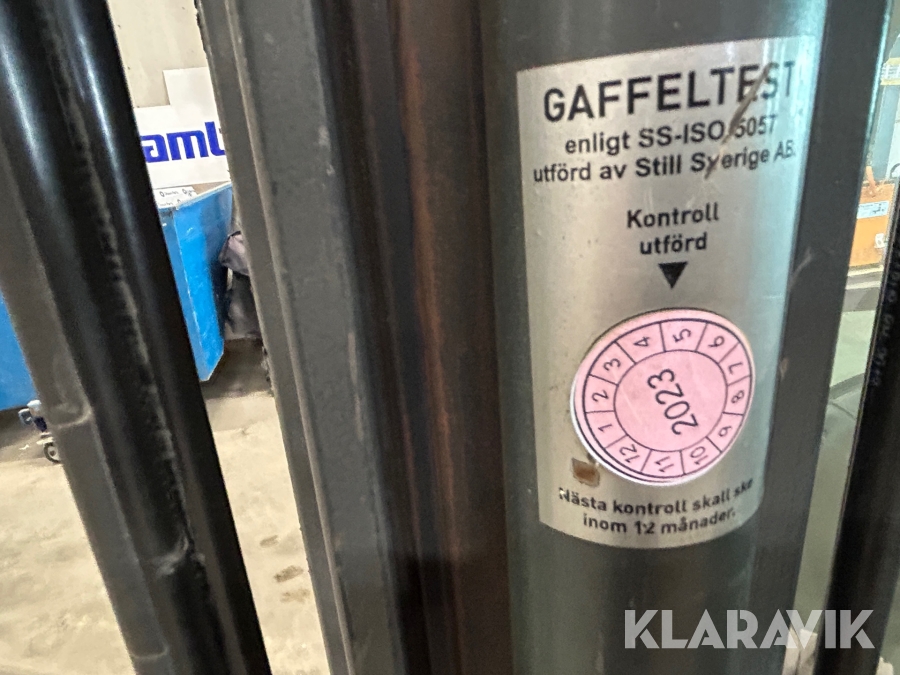 GAFFELTEST
enligt SS-ISO 5057
utförd av Still Sverige AB.
Kontroll
utförd
1 2 3 4 5 6 7 8 9 10 11 12
2023
Nästa kontroll skall ske
inom 12 månader.
KLARAVIK